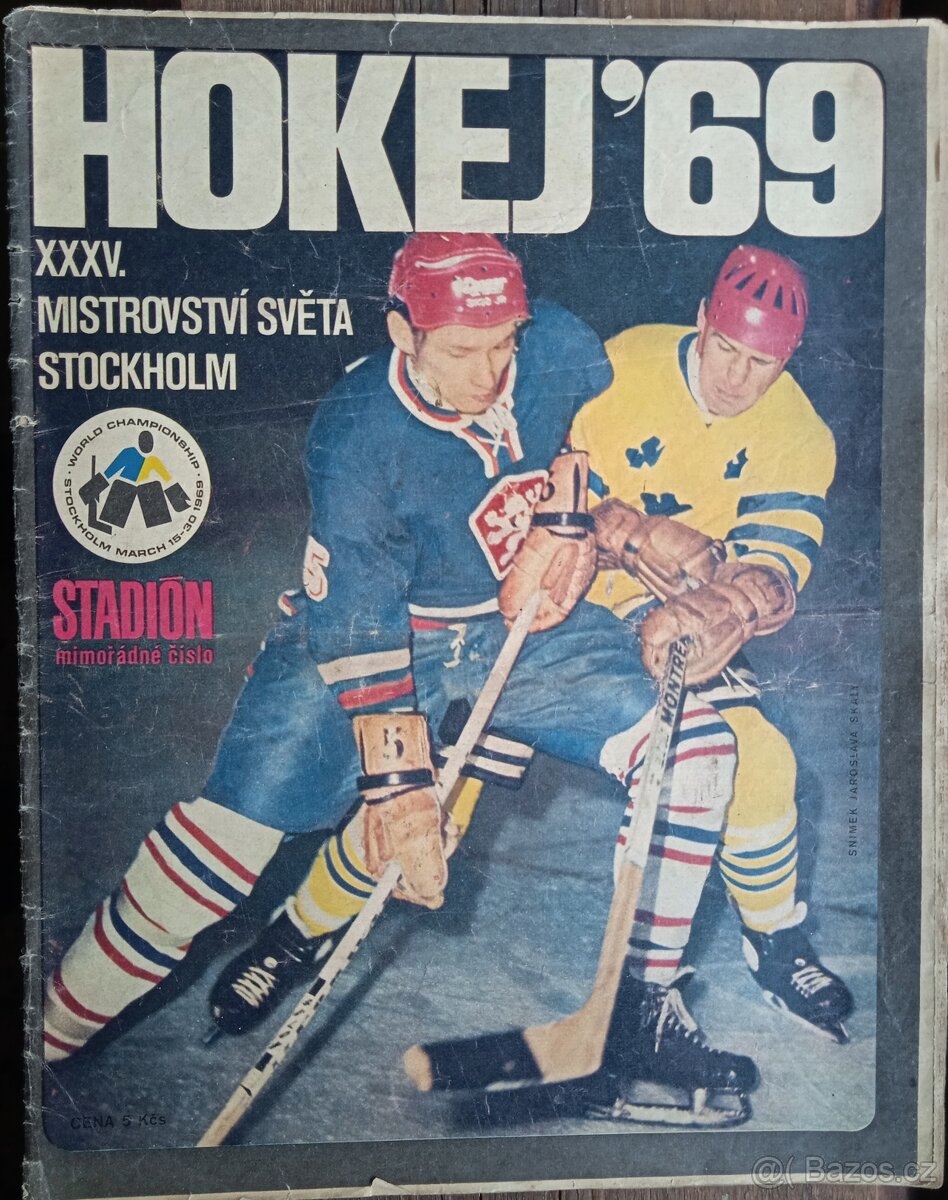 HOKEJ '69
XXXV.
MISTROVSTVÍ SVĚTA
STOCKHOLM
WORLD CHAMPIONSHIP
STOCKHOLM MARCH 15-30 1969
STADIÓN
mimořádné číslo
5
5
MONTRE
SNÍMEK JAROSLAVA SKÁLY
CENA 5 Kčs
@( Bazos.cz